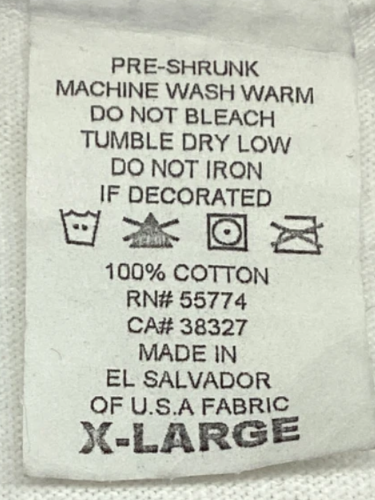 PRE-SHRUNK
MACHINE WASH WARM
DO NOT BLEACH
TUMBLE DRY LOW
DO NOT IRON
IF DECORATED
100% COTTON
RN# 55774
CA# 38327
MADE IN
EL SALVADOR
OF U.S.A FABRIC
X-LARGE